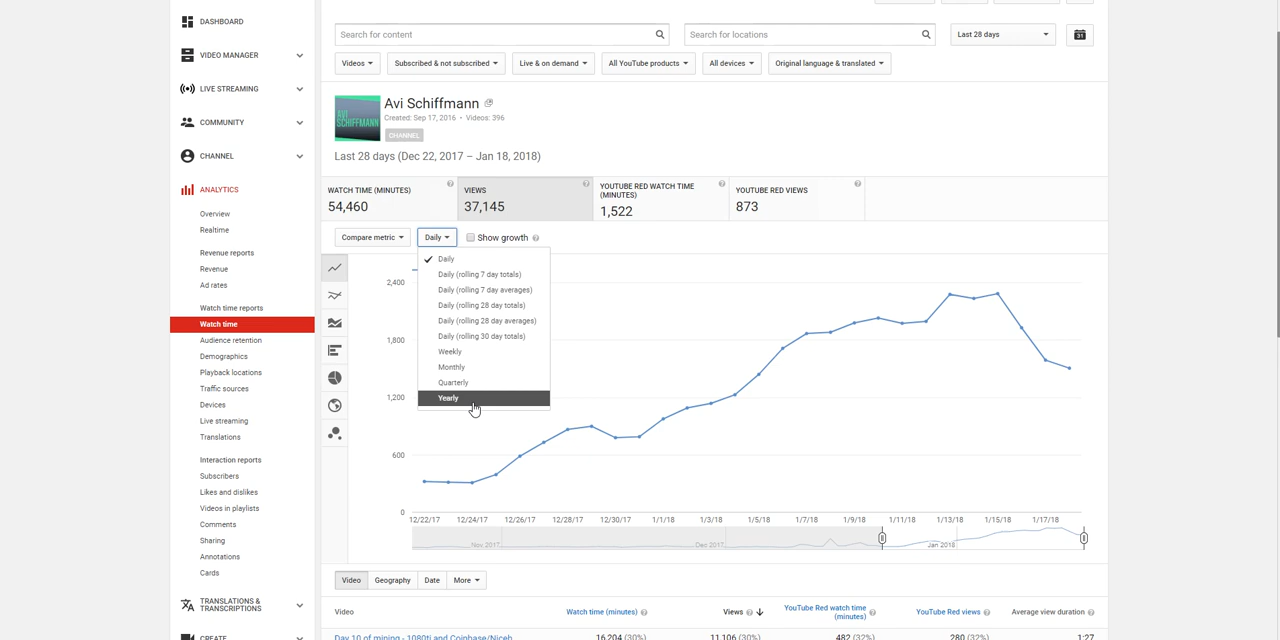 DASHBOARD
VIDEO MANAGER
LIVE STREAMING
COMMUNITY
CHANNEL
ANALYTICS
Overview
Realtime
Revenue reports
Revenue
Ad rates
Watch time reports
Watch time
Audience retention
Demographics
Playback locations
Traffic sources
Devices
Live streaming
Translations
Interaction reports
Subscribers
Likes and dislikes
Videos in playlists
Comments
Sharing
Annotations
Cards
TRANSLATIONS &
TRANSCRIPTIONS
CREATE
Search for content
Search for locations
Last 28 days
31
Videos
Subscribed & not subscribed
Live & on demand
All YouTube products
All devices
Original language & translated
AVI
SCHIFFMANN
Avi Schiffmann
Created: Sep 17, 2016 • Videos: 396
CHANNEL
Last 28 days (Dec 22, 2017 – Jan 18, 2018)
WATCH TIME (MINUTES)
54,460
VIEWS
37,145
YOUTUBE RED WATCH TIME
(MINUTES)
1,522
YOUTUBE RED VIEWS
873
Compare metric
Daily
Show growth
Daily
Daily (rolling 7 day totals)
Daily (rolling 7 day averages)
Daily (rolling 28 day totals)
Daily (rolling 28 day averages)
Daily (rolling 30 day totals)
Weekly
Monthly
Quarterly
Yearly
2,400
1,800
1,200
600
0
12/22/17 12/24/17 12/26/17 12/28/17 12/30/17 1/1/18 1/3/18 1/5/18 1/7/18 1/9/18 1/11/18 1/13/18 1/15/18 1/17/18
Nov 2017 Dec 2017 Jan 2018
Video Geography Date More
Video Watch time (minutes) Views YouTube Red watch time (minutes) YouTube Red views Average view duration
Day 10 of mining - 1080ti and Coinbase/Niceh 16,204 (30%) 11,106 (30%) 482 (32%) 280 (32%) 1:27